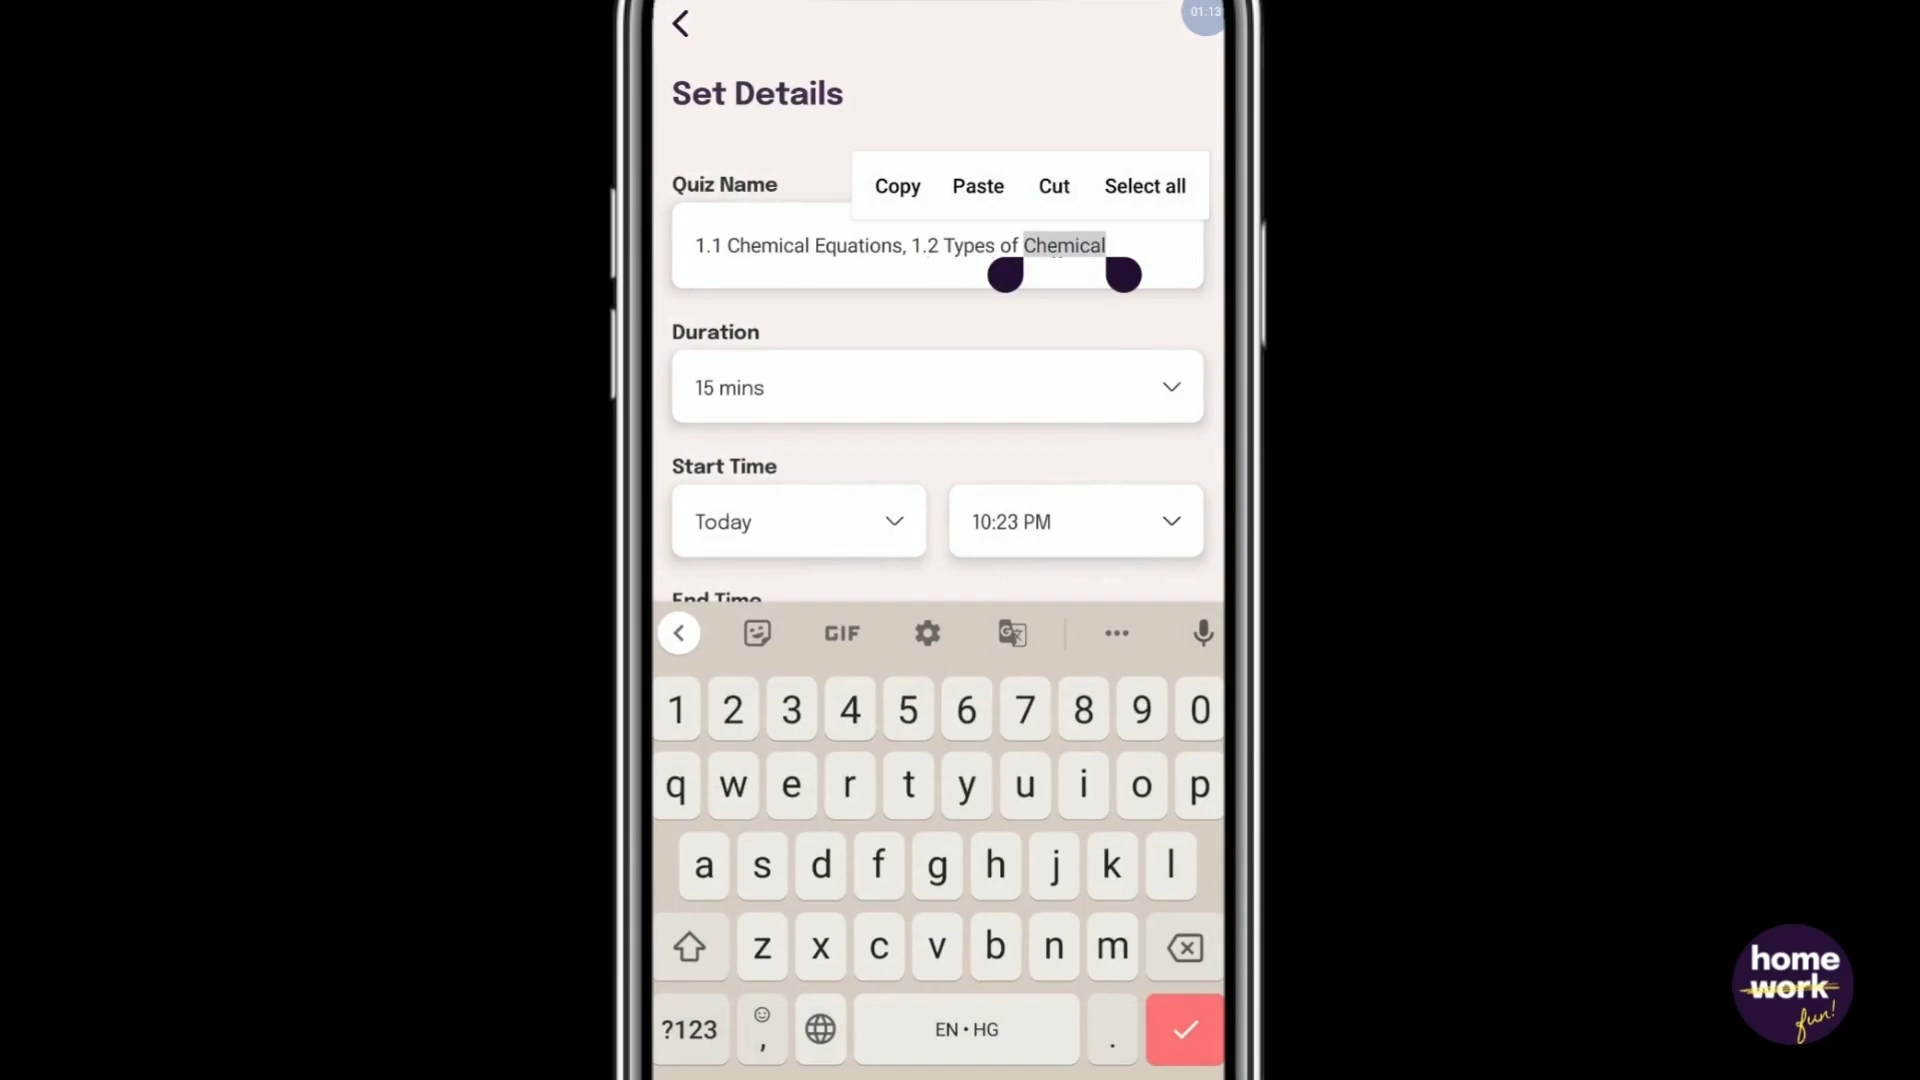 01:13
Set Details
Quiz Name
Copy Paste Cut Select all
1.1 Chemical Equations, 1.2 Types of Chemical
Duration
15 mins
Start Time
Today 10:23 PM
End Time
GIF
1 2 3 4 5 6 7 8 9 0
q w e r t y u i o p
a s d f g h j k l
z x c v b n m
?123 , EN • HG .
home
work
fun!